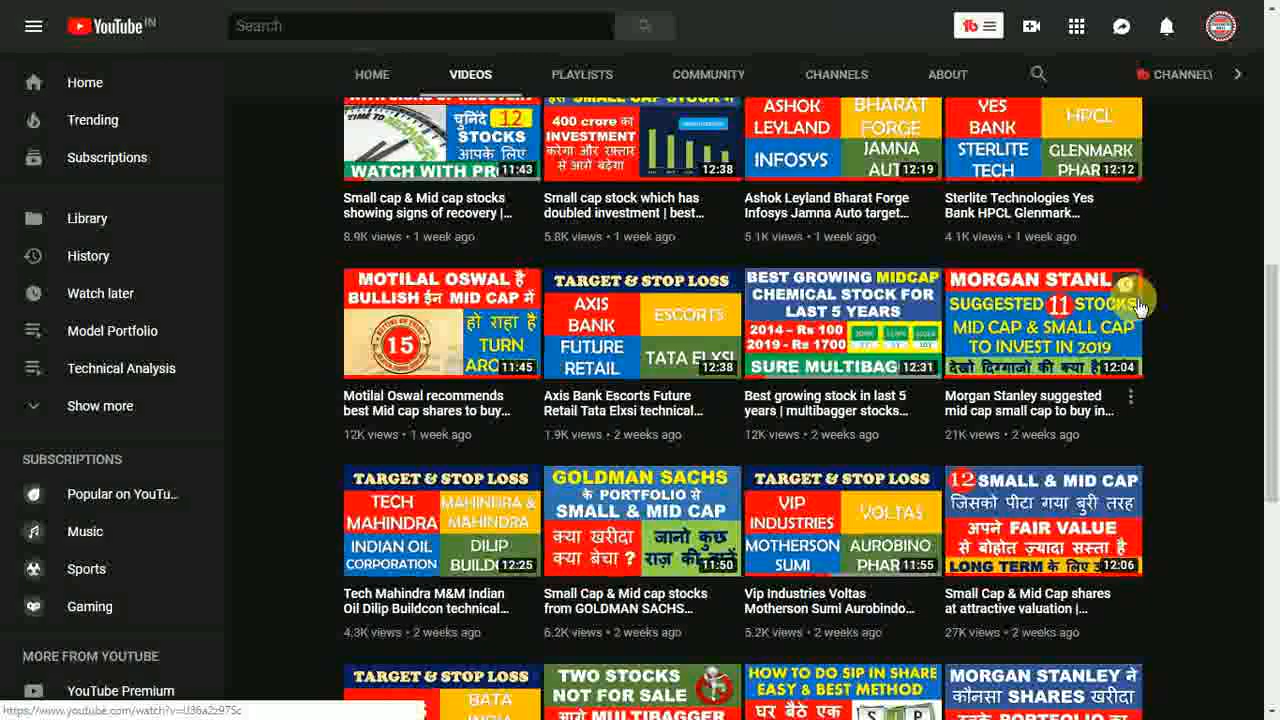 YouTube IN
Search
HOME
VIDEOS
PLAYLISTS
COMMUNITY
CHANNELS
ABOUT
CHANNEL
Home
Trending
Subscriptions
Library
History
Watch later
Model Portfolio
Technical Analysis
Show more
SUBSCRIPTIONS
Popular on YouTu...
Music
Sports
Gaming
MORE FROM YOUTUBE
YouTube Premium
https://www.youtube.com/watch?v=
TIME TO
चुनिंदे 12
STOCKS
आपके लिए
11:43
Small cap & Mid cap stocks
showing signs of recovery |...
8.9K views • 1 week ago
400 crore का
INVESTMENT
करेगा और रफ़्तार
से आगे बढ़ेगा
12:38
Small cap stock which has
doubled investment | best...
5.8K views • 1 week ago
ASHOK
LEYLAND
BHARAT
FORGE
INFOSYS
JAMNA
AUT
12:19
Ashok Leyland Bharat Forge
Infosys Jamna Auto target...
5.1K views • 1 week ago
YES
BANK
HPCL
STERLITE
TECH
GLENMARK
PHAR
12:12
Sterlite Technologies Yes
Bank HPCL Glenmark...
4.1K views • 1 week ago
MOTILAL OSWAL है
BULLISH ईन MID CAP में
15
हो राहा है
TURN
11:45
Motilal Oswal recommends
best Mid cap shares to buy...
12K views • 1 week ago
TARGET & STOP LOSS
AXIS
BANK
ESCORTS
FUTURE
RETAIL
TATA ELXSI
12:38
Axis Bank Escorts Future
Retail Tata Elxsi technical...
1.9K views • 2 weeks ago
BEST GROWING MIDCAP
CHEMICAL STOCK FOR
LAST 5 YEARS
2014 - Rs 100
2019 - Rs 1700
SURE MULTIBAG
12:31
Best growing stock in last 5
years | multibagger stocks...
12K views • 2 weeks ago
MORGAN STANL
SUGGESTED 11 STOCKS
MID CAP & SMALL CAP
TO INVEST IN 2019
देखो दिग्गाजों की क्या है
12:04
Morgan Stanley suggested
mid cap small cap to buy in...
21K views • 2 weeks ago
TARGET & STOP LOSS
TECH
MAHINDRA
MAHINDRA &
MAHINDRA
INDIAN OIL
CORPORATION
DILIP
BUILD
12:25
Tech Mahindra M&M Indian
Oil Dilip Buildcon technical...
4.3K views • 2 weeks ago
GOLDMAN SACHS
के PORTFOLIO से
SMALL & MID CAP
क्या खरीदा
क्या बेचा ?
जानो कुछ
राज़ की
11:50
Small Cap & Mid cap stocks
from GOLDMAN SACHS...
6.2K views • 2 weeks ago
TARGET & STOP LOSS
VIP
INDUSTRIES
VOLTAS
MOTHERSON
SUMI
AUROBINO
PHAR
11:55
Vip Industries Voltas
Motherson Sumi Aurobindo...
5.2K views • 2 weeks ago
12 SMALL & MID CAP
जिसको पीटा गया बुरी तरह
अपने FAIR VALUE
से बोहोत ज़्यादा सस्ता है
LONG TERM के लिए
12:06
Small Cap & Mid Cap shares
at attractive valuation |...
27K views • 2 weeks ago
TARGET & STOP LOSS
BATA
TWO STOCKS
NOT FOR SALE
आगे MULTIBAGGER
HOW TO DO SIP IN SHARE
EASY & BEST METHOD
घर बैठे एक
MORGAN STANLEY ने
कौनसा SHARES खरीदा